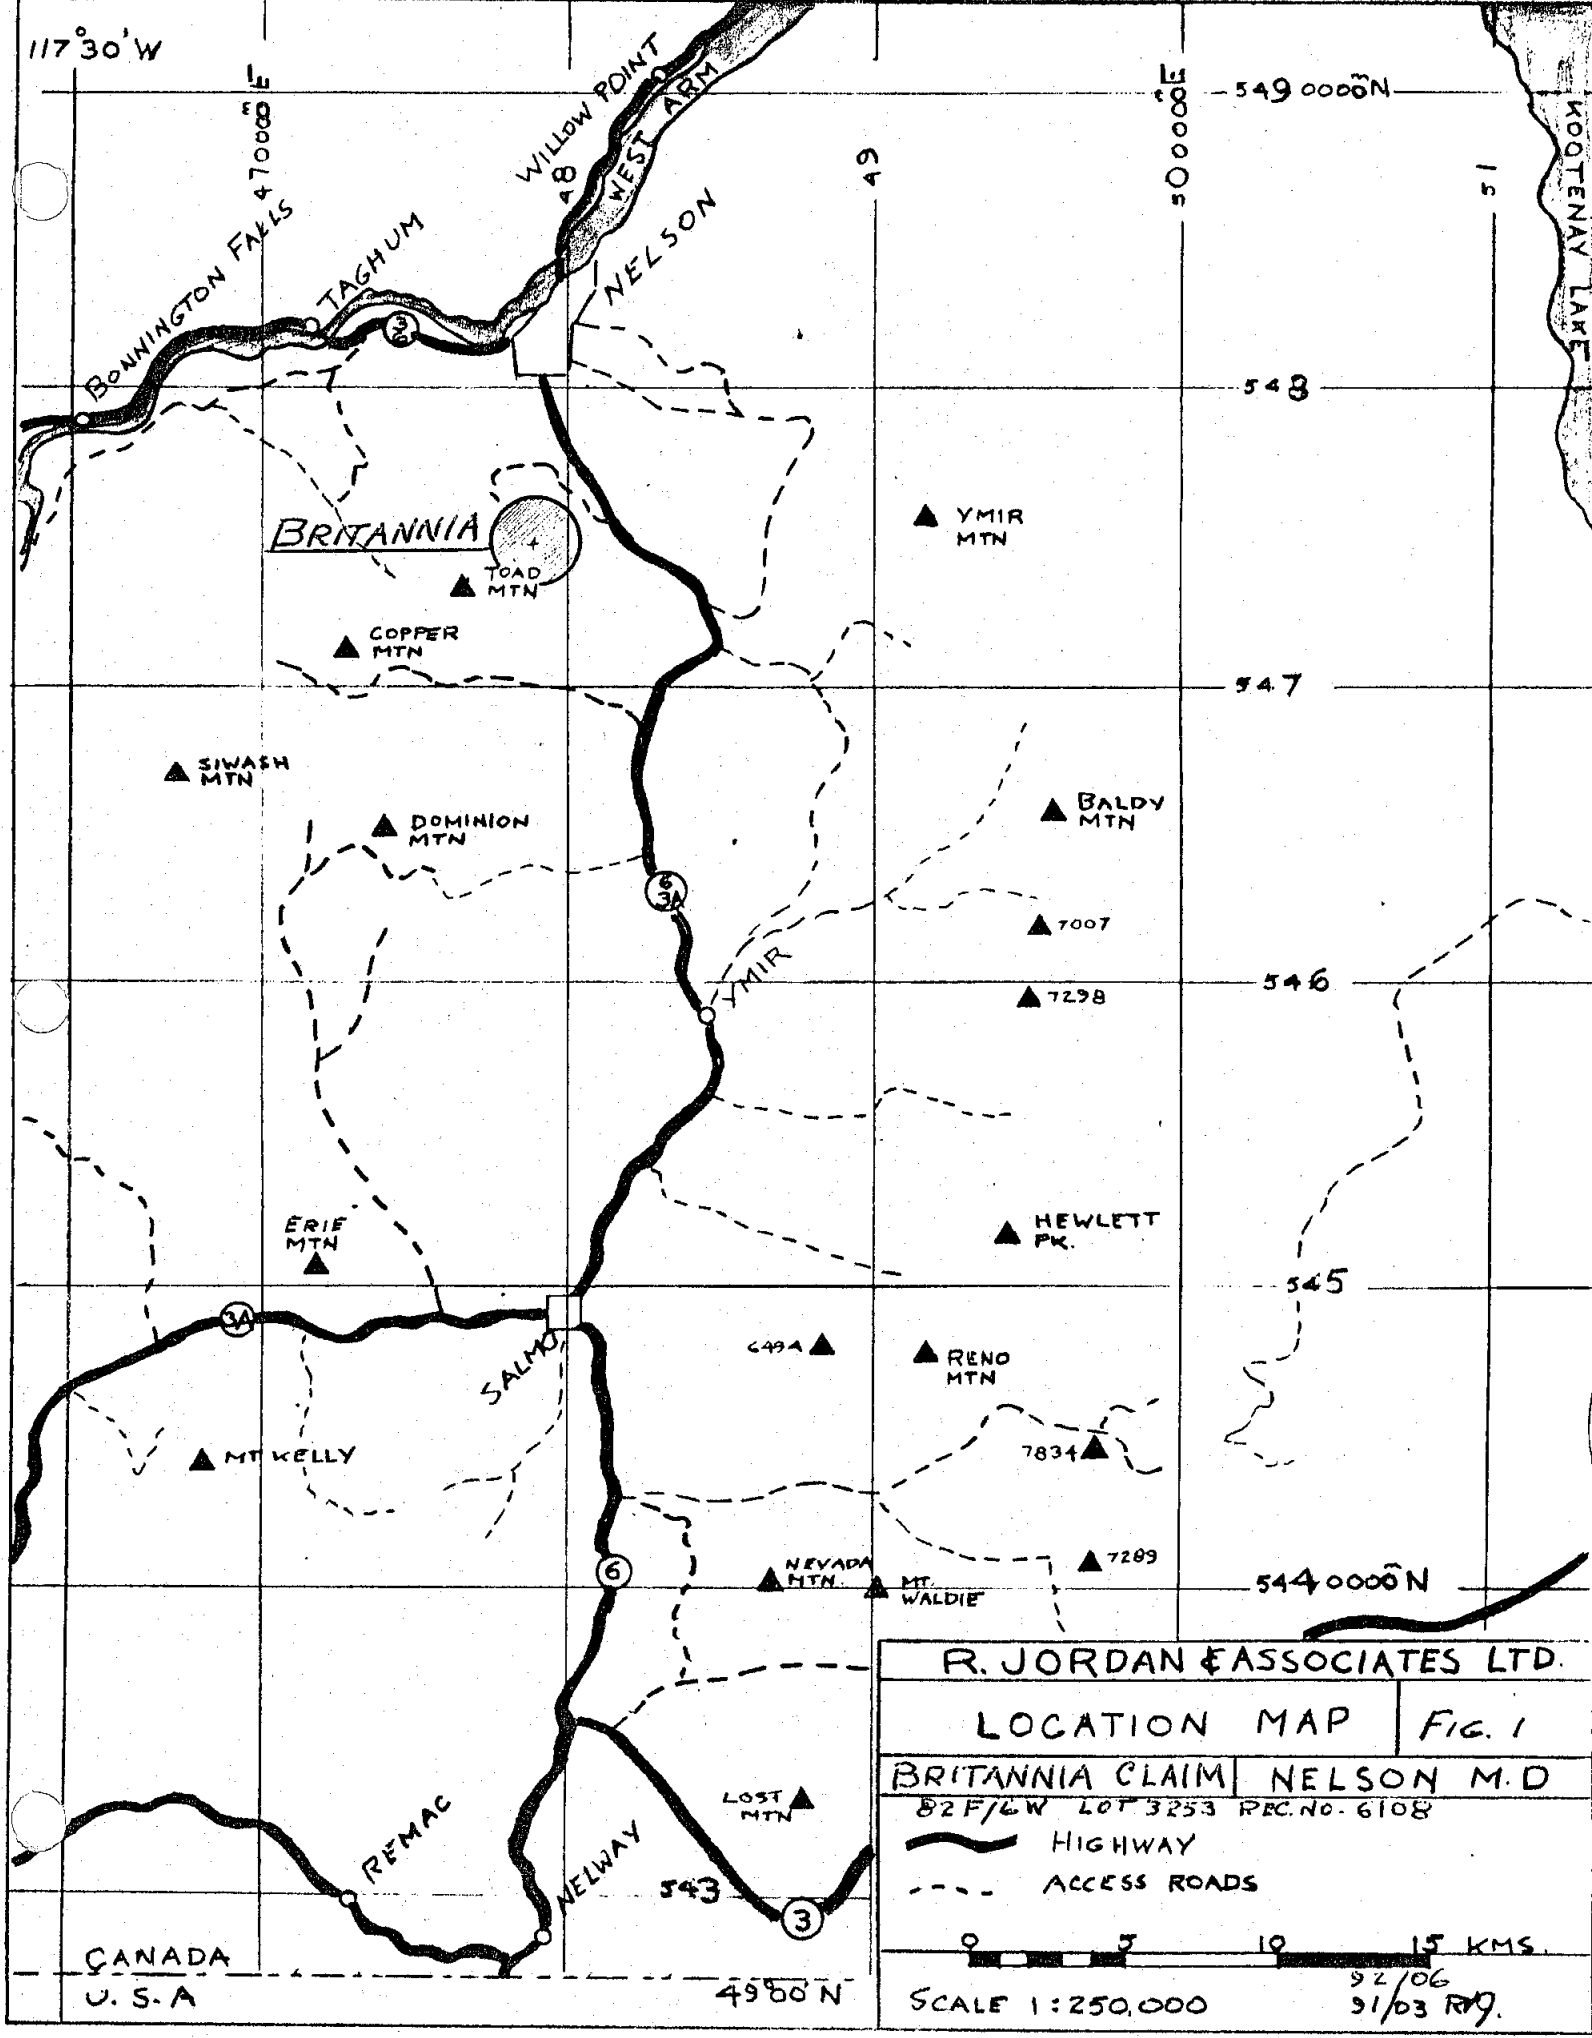 117°30'W
470000mE
48
49
500000mE
51
5490000mN
WILLOW POINT
WEST ARM
KOOTENAY LAKE
BONNINGTON FALLS
TAGHUM
NELSON
548
BRITANNIA
TOAD
MTN
YMIR
MTN
COPPER
MTN
547
SIWASH
MTN
DOMINION
MTN
BALDY
MTN
6
3A
7007
YMIR
546
7298
ERIE
MTN
HEWLETT
PK.
545
3A
SALMO
649A
RENO
MTN
MT KELLY
7834
6
NEVADA
MTN.
MT.
WALDIE
7289
5440000mN
R. JORDAN & ASSOCIATES LTD.
LOCATION MAP
FIG. 1
BRITANNIA CLAIM
NELSON M.D
82F/6W LOT 3253 REC. NO. 6108
HIGHWAY
ACCESS ROADS
LOST
MTN
REMAC
NELWAY
543
3
0 5 10 15 KMS.
CANADA
U.S.A
49°00'N
SCALE 1:250,000
92/06
91/03